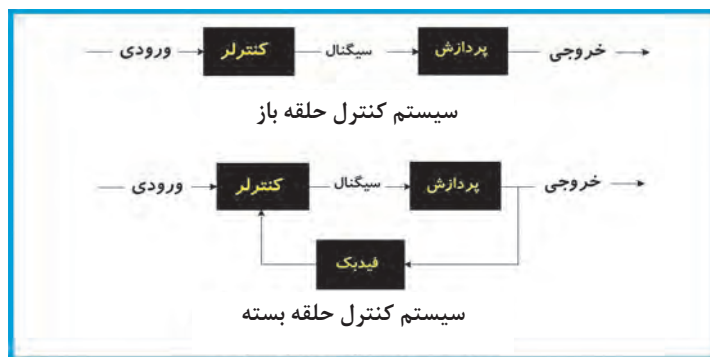 ورودی کنترلر سیگنال پردازش خروجی
سیستم کنترل حلقه باز
ورودی کنترلر سیگنال پردازش خروجی
فیدبک
سیستم کنترل حلقه بسته